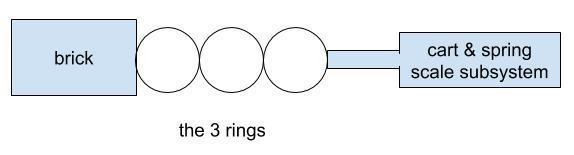 brick
cart & spring
scale subsystem
the 3 rings